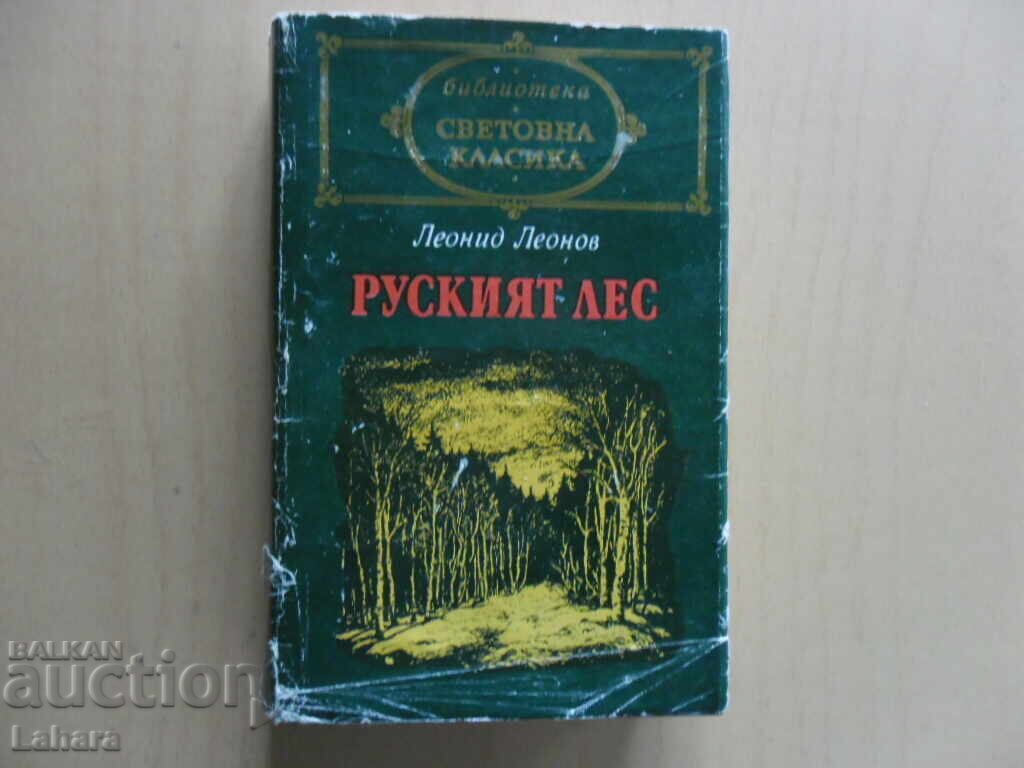 библиотека
СВЕТОВНА
КЛАСИКА
Леонид Леонов
РУСКИЯТ ЛЕС
BALKAN
auction
Lahara